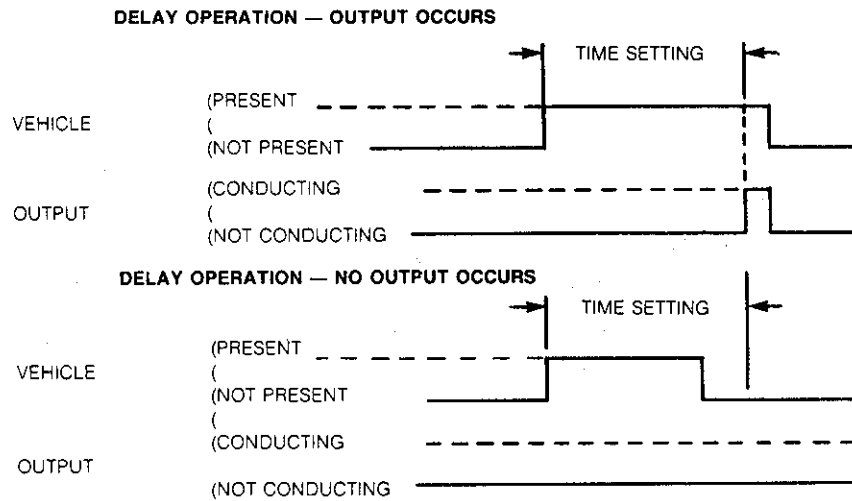 DELAY OPERATION — OUTPUT OCCURS
TIME SETTING
(PRESENT
VEHICLE
(
(NOT PRESENT
(CONDUCTING
OUTPUT
(
(NOT CONDUCTING
DELAY OPERATION — NO OUTPUT OCCURS
TIME SETTING
(PRESENT
VEHICLE
(
(NOT PRESENT
(
(CONDUCTING
OUTPUT
(NOT CONDUCTING